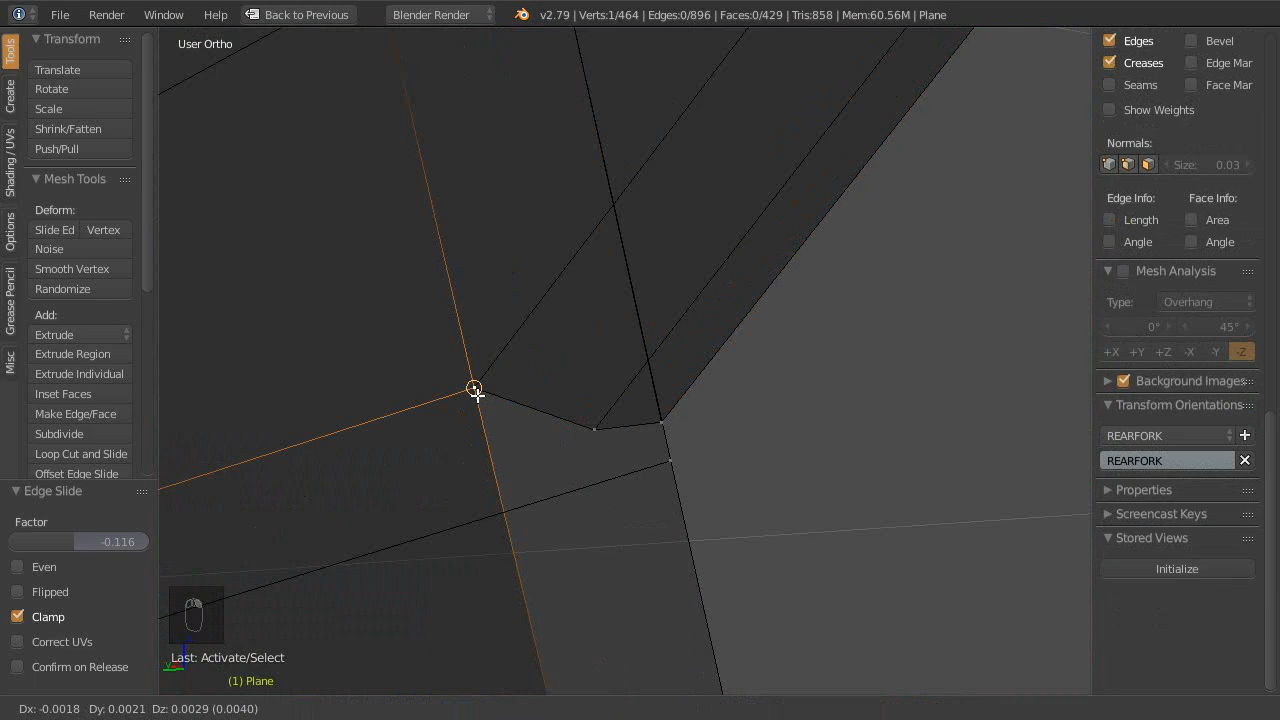 File Render Window Help Back to Previous Blender Render v2.79 | Verts:1/464 | Edges:0/896 | Faces:0/429 | Tris:858 | Mem:60.56M | Plane
Tools
Create
Shading / UVs
Options
Grease Pencil
Misc
Transform
Translate
Rotate
Scale
Shrink/Fatten
Push/Pull
Mesh Tools
Deform:
Slide Ed Vertex
Noise
Smooth Vertex
Randomize
Add:
Extrude
Extrude Region
Extrude Individual
Inset Faces
Make Edge/Face
Subdivide
Loop Cut and Slide
Offset Edge Slide
Edge Slide
Factor
-0.116
Even
Flipped
Clamp
Correct UVs
Confirm on Release
User Ortho
Last: Activate/Select
(1) Plane
Edges Bevel
Creases Edge Mar
Seams Face Mar
Show Weights
Normals:
Size: 0.03
Edge Info: Face Info:
Length Area
Angle Angle
Mesh Analysis
Type: Overhang
0° 45°
+X +Y +Z -X -Y -Z
Background Images
Transform Orientations
REARFORK
REARFORK
Properties
Screencast Keys
Stored Views
Initialize
Dx: -0.0018 Dy: 0.0021 Dz: 0.0029 (0.0040)